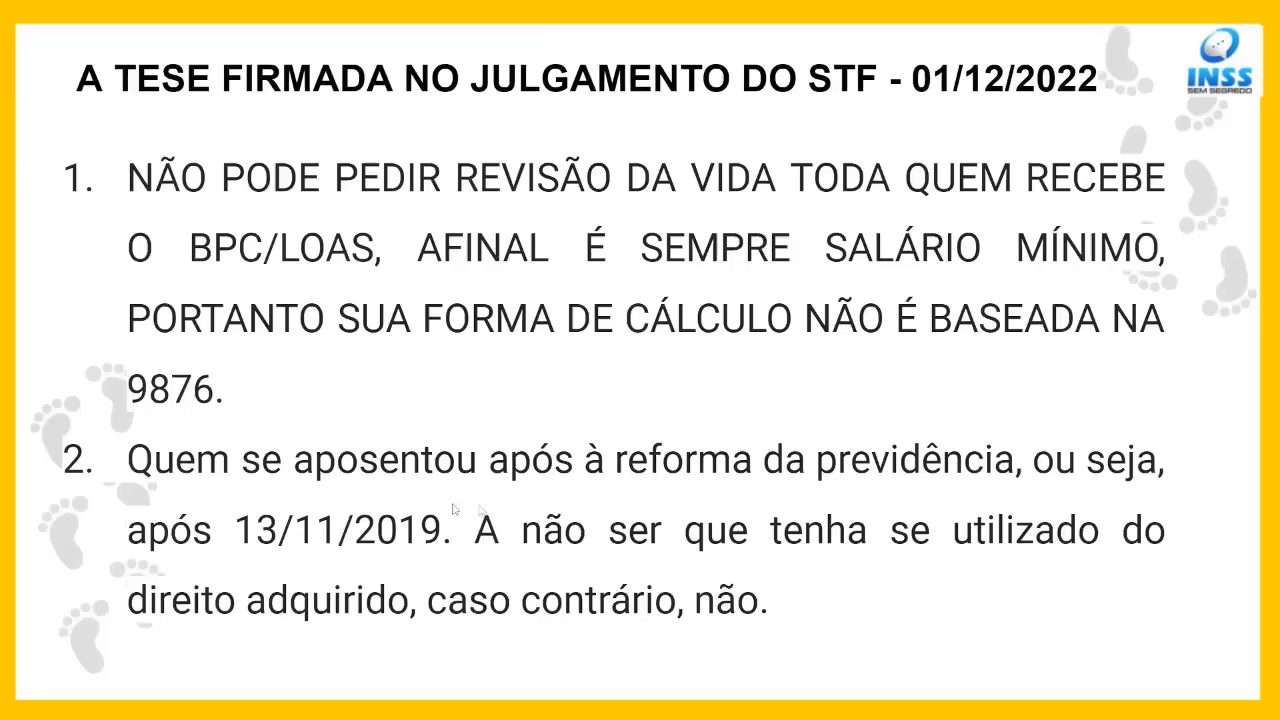 A TESE FIRMADA NO JULGAMENTO DO STF - 01/12/2022
INSS
SEM SEGREDO
1. NÃO PODE PEDIR REVISÃO DA VIDA TODA QUEM RECEBE
O BPC/LOAS, AFINAL É SEMPRE SALÁRIO MÍNIMO,
PORTANTO SUA FORMA DE CÁLCULO NÃO É BASEADA NA
9876.
2. Quem se aposentou após à reforma da previdência, ou seja,
após 13/11/2019. A não ser que tenha se utilizado do
direito adquirido, caso contrário, não.